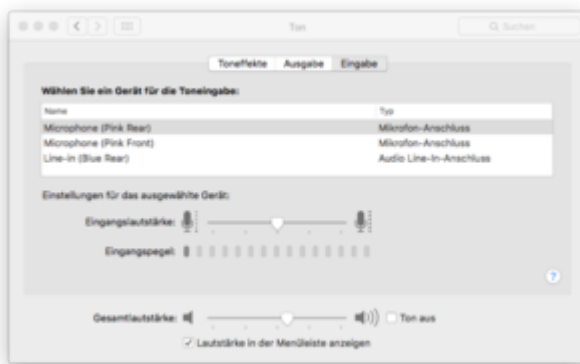 Ton
Suchen
Toneffekte Ausgabe Eingabe
Wählen Sie ein Gerät für die Toneingabe:
Name Typ
Microphone (Pink Rear) Mikrofon-Anschluss
Microphone (Pink Front) Mikrofon-Anschluss
Line-in (Blue Rear) Audio Line-In-Anschluss
Einstellungen für das ausgewählte Gerät:
Eingangslautstärke:
Eingangspegel:
?
Gesamtlautstärke: Ton aus
Lautstärke in der Menüleiste anzeigen